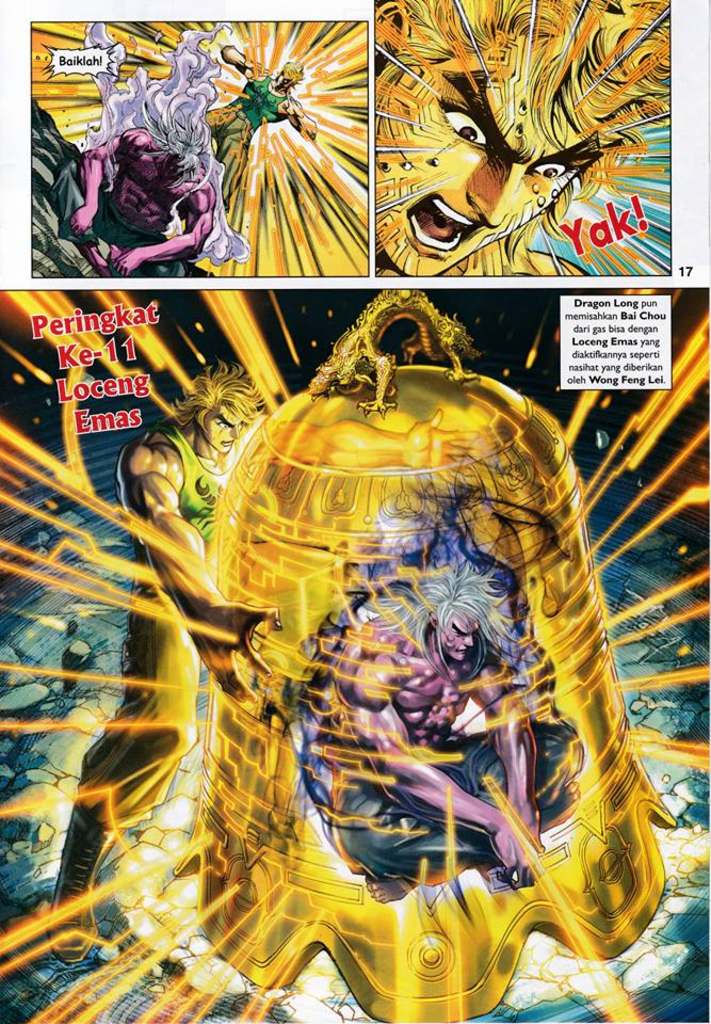 Baiklah!
Yak!
17
Peringkat
Ke-11
Loceng
Emas
Dragon Long pun
memisahkan Bai Chou
dari gas bisa dengan
Loceng Emas yang
diaktifkannya seperti
nasihat yang diberikan
oleh Wong Feng Lei.